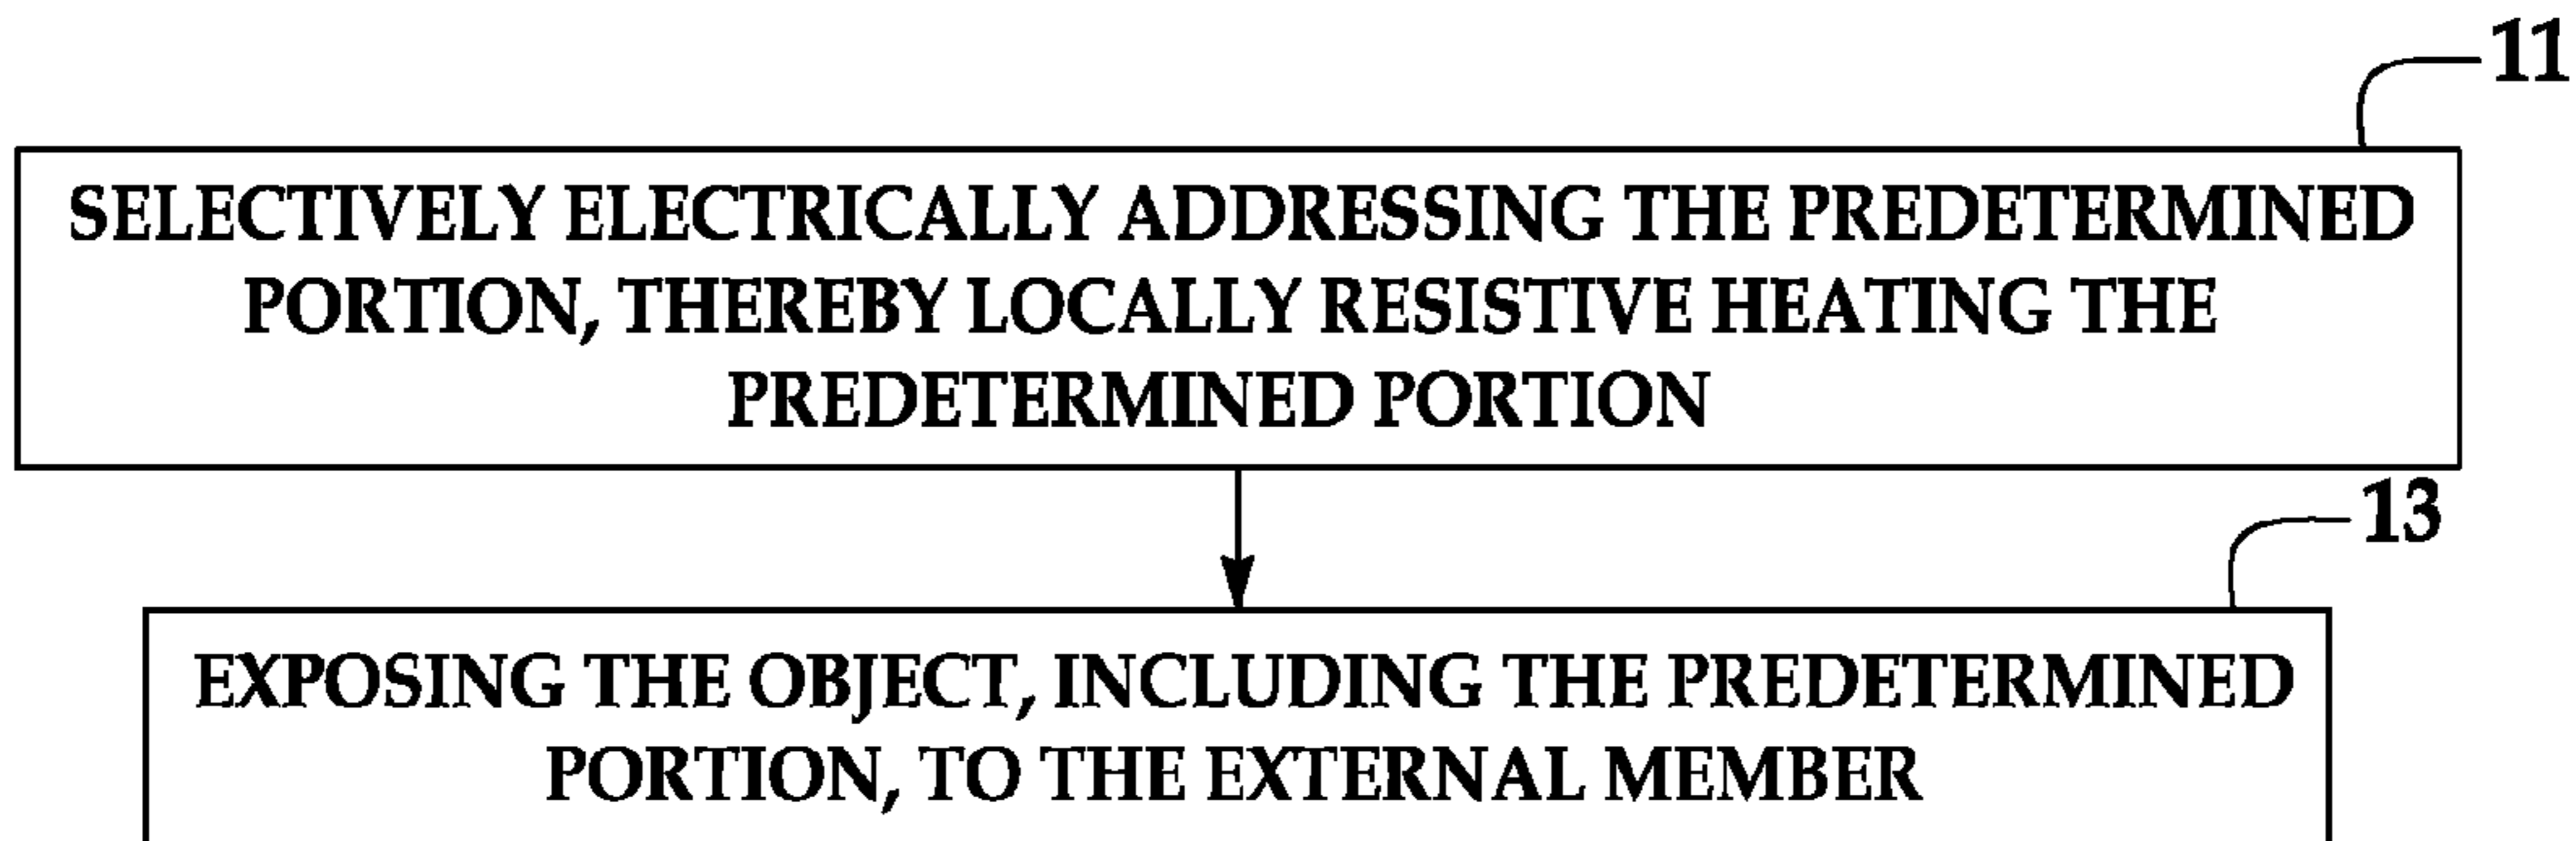 11
SELECTIVELY ELECTRICALLY ADDRESSING THE PREDETERMINED
PORTION, THEREBY LOCALLY RESISTIVE HEATING THE
PREDETERMINED PORTION
13
EXPOSING THE OBJECT, INCLUDING THE PREDETERMINED
PORTION, TO THE EXTERNAL MEMBER